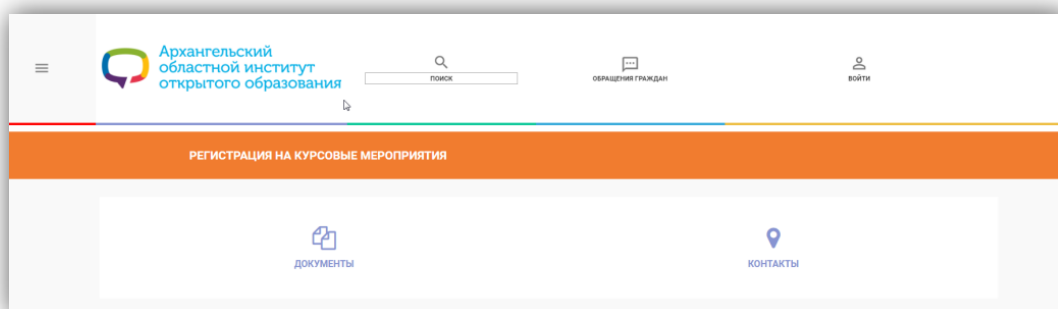 Архангельский
областной институт
открытого образования
ПОИСК
ОБРАЩЕНИЯ ГРАЖДАН
ВОЙТИ
РЕГИСТРАЦИЯ НА КУРСОВЫЕ МЕРОПРИЯТИЯ
ДОКУМЕНТЫ
КОНТАКТЫ